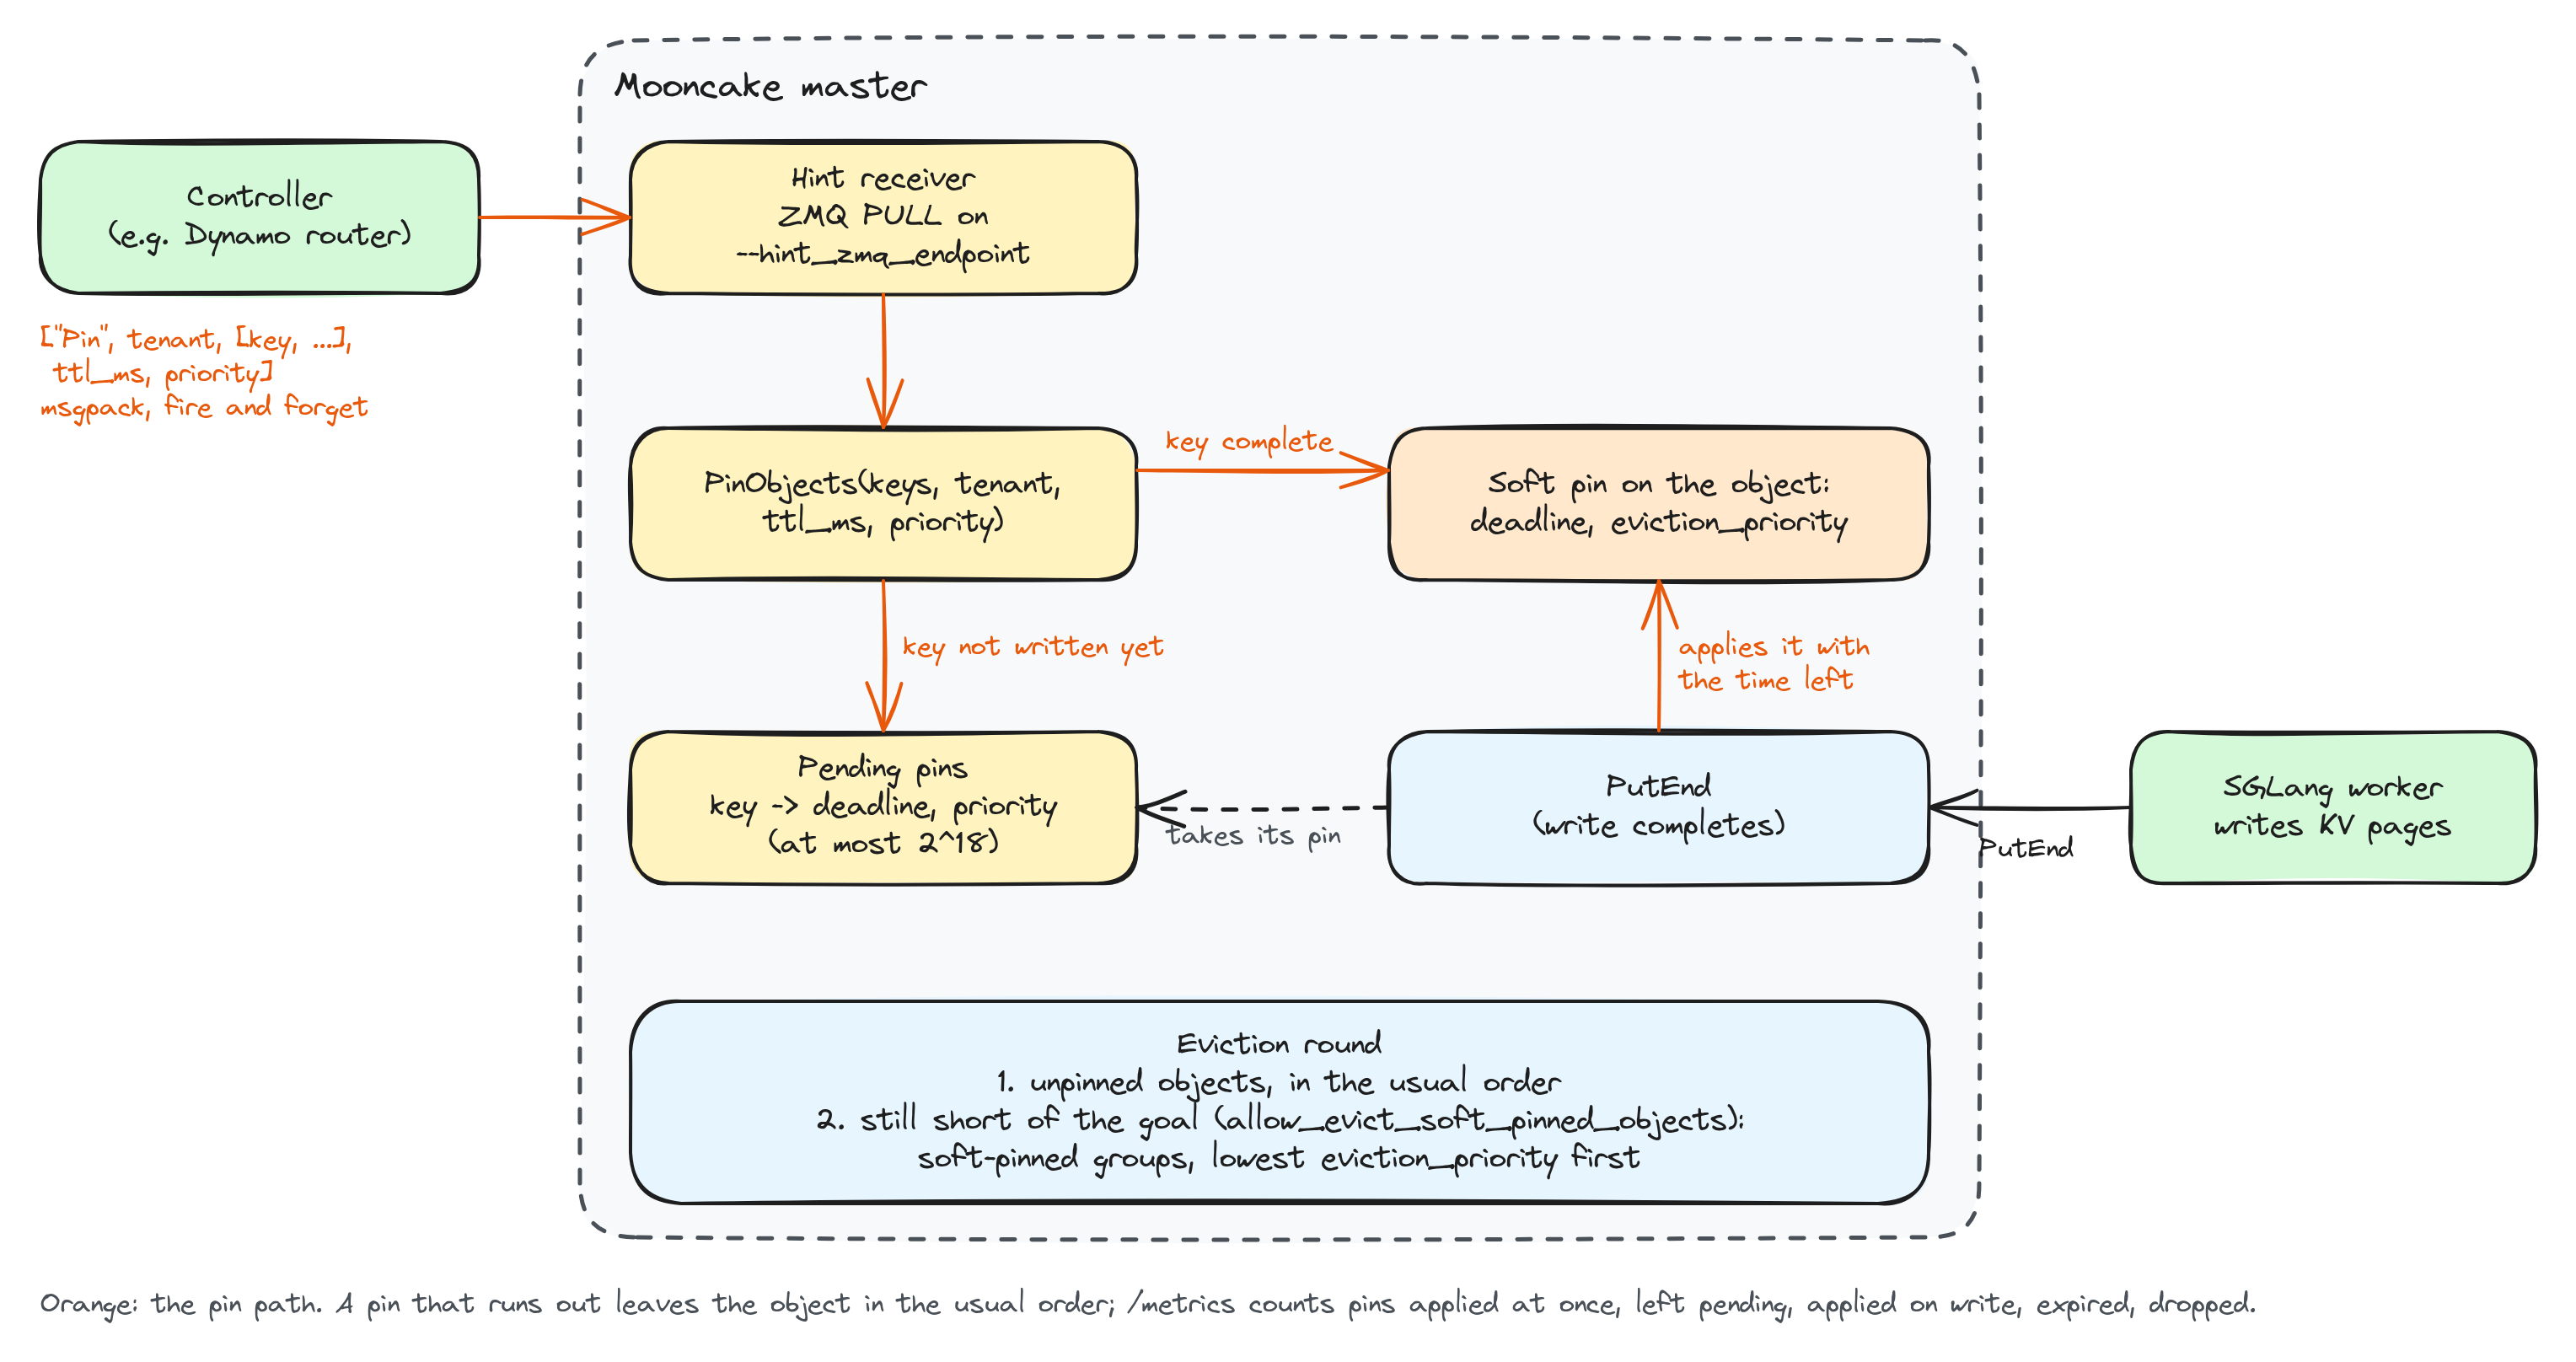 Mooncake master
Controller
(e.g. Dynamo router)
["Pin", tenant, [key, ...],
ttl_ms, priority]
msgpack, fire and forget
Hint receiver
ZMQ PULL on
--hint_zmq_endpoint
PinObjects(keys, tenant,
ttl_ms, priority)
key complete
Soft pin on the object:
deadline, eviction_priority
key not written yet
applies it with
the time left
Pending pins
key -> deadline, priority
(at most 2^18)
takes its pin
PutEnd
(write completes)
PutEnd
SGLang worker
writes KV pages
Eviction round
1. unpinned objects, in the usual order
2. still short of the goal (allow_evict_soft_pinned_objects):
soft-pinned groups, lowest eviction_priority first
Orange: the pin path. A pin that runs out leaves the object in the usual order; /metrics counts pins applied at once, left pending, applied on write, expired, dropped.